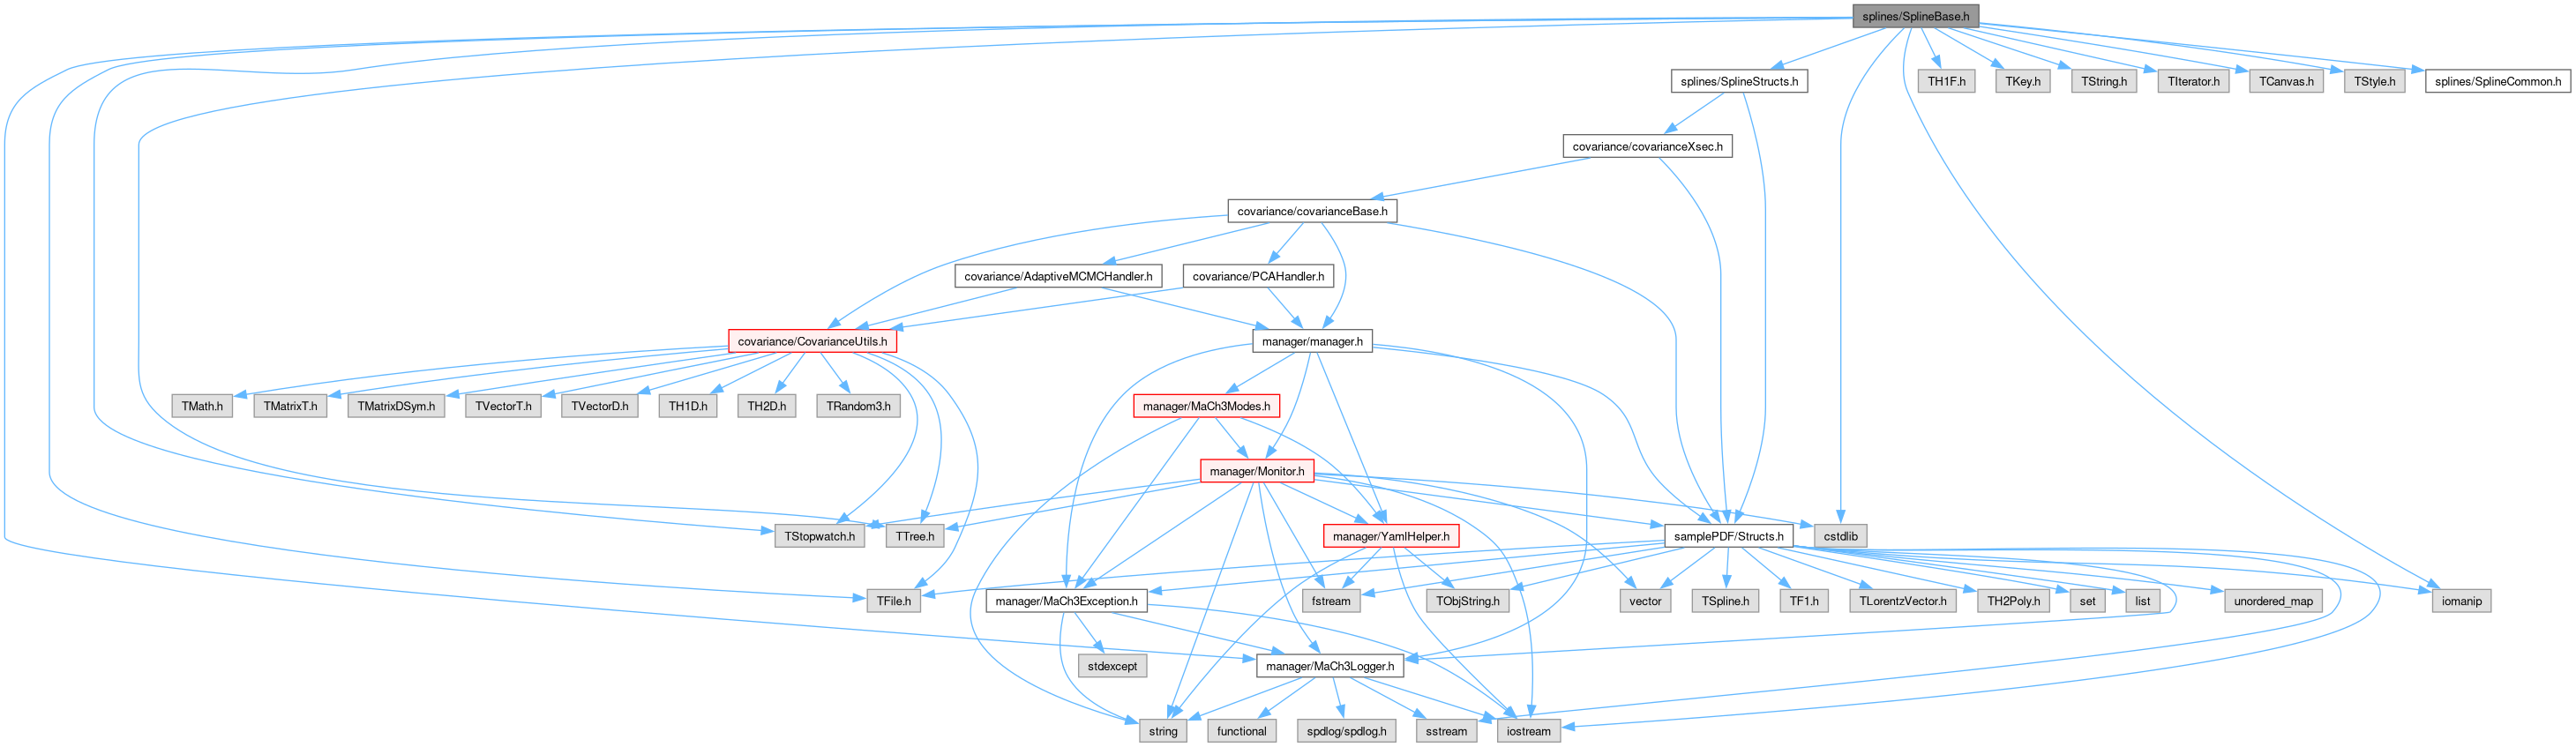 splines/SplineBase.h
splines/SplineStructs.h
TH1F.h
TKey.h
TString.h
TIterator.h
TCanvas.h
TStyle.h
splines/SplineCommon.h
covariance/covarianceXsec.h
covariance/covarianceBase.h
covariance/AdaptiveMCMCHandler.h
covariance/PCAHandler.h
covariance/CovarianceUtils.h
manager/manager.h
TMath.h
TMatrixT.h
TMatrixDSym.h
TVectorT.h
TVectorD.h
TH1D.h
TH2D.h
TRandom3.h
manager/MaCh3Modes.h
manager/Monitor.h
TStopwatch.h
TTree.h
manager/YamlHelper.h
samplePDF/Structs.h
cstdlib
TFile.h
manager/MaCh3Exception.h
fstream
TObjString.h
vector
TSpline.h
TF1.h
TLorentzVector.h
TH2Poly.h
set
list
unordered_map
iomanip
stdexcept
manager/MaCh3Logger.h
string
functional
spdlog/spdlog.h
sstream
iostream